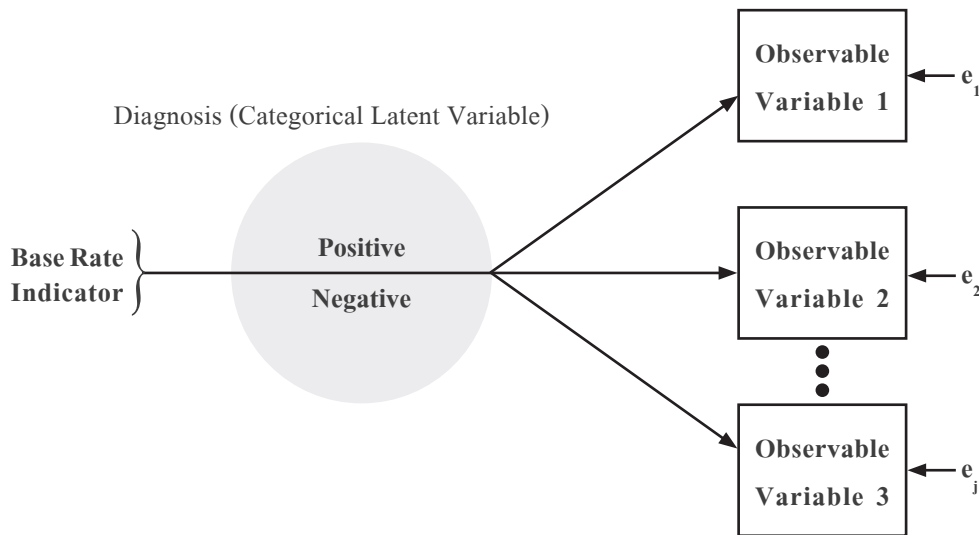 Diagnosis (Categorical Latent Variable)
Base Rate
Indicator
Positive
Negative
Observable
Variable 1
e1
Observable
Variable 2
e2
Observable
Variable 3
ej